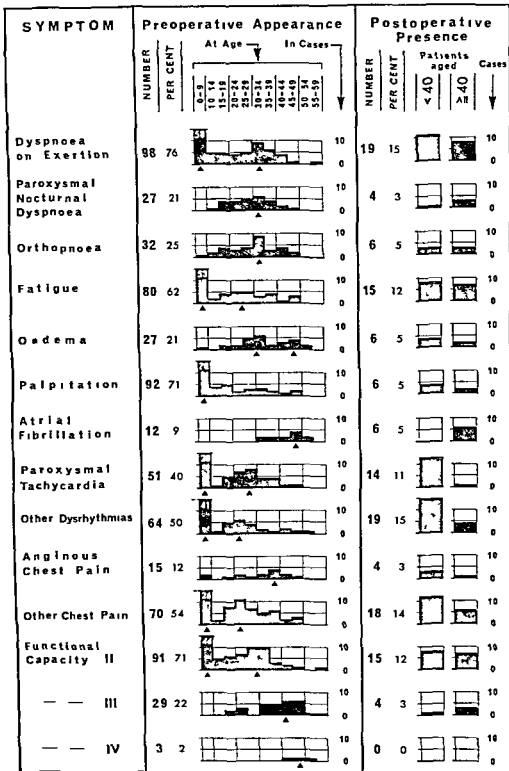 SYMPTOM
Preoperative Appearance
Postoperative Presence
NUMBER
PER CENT
At Age
In Cases
0-9
10-14
15-19
20-24
25-29
30-34
35-39
40-44
45-49
50-54
55-59
NUMBER
PER CENT
Patients aged
< 40
≥ 40
Cases
Dyspnoea on Exertion 98 76 10 0 19 15 10 0
Paroxysmal Nocturnal Dyspnoea 27 21 10 0 4 3 10 0
Orthopnoea 32 25 10 0 6 5 10 0
Fatigue 80 62 10 0 15 12 10 0
Oedema 27 21 10 0 6 5 10 0
Palpitation 92 71 10 0 6 5 10 0
Atrial Fibrillation 12 9 10 0 6 5 10 0
Paroxysmal Tachycardia 51 40 10 0 14 11 10 0
Other Dysrhythmias 64 50 10 0 19 15 10 0
Anginous Chest Pain 15 12 10 0 4 3 10 0
Other Chest Pain 70 54 10 0 18 14 10 0
Functional Capacity II 91 71 10 0 15 12 10 0
— — III 29 22 10 0 4 3 10 0
— — IV 3 2 10 0 0 0 10 0